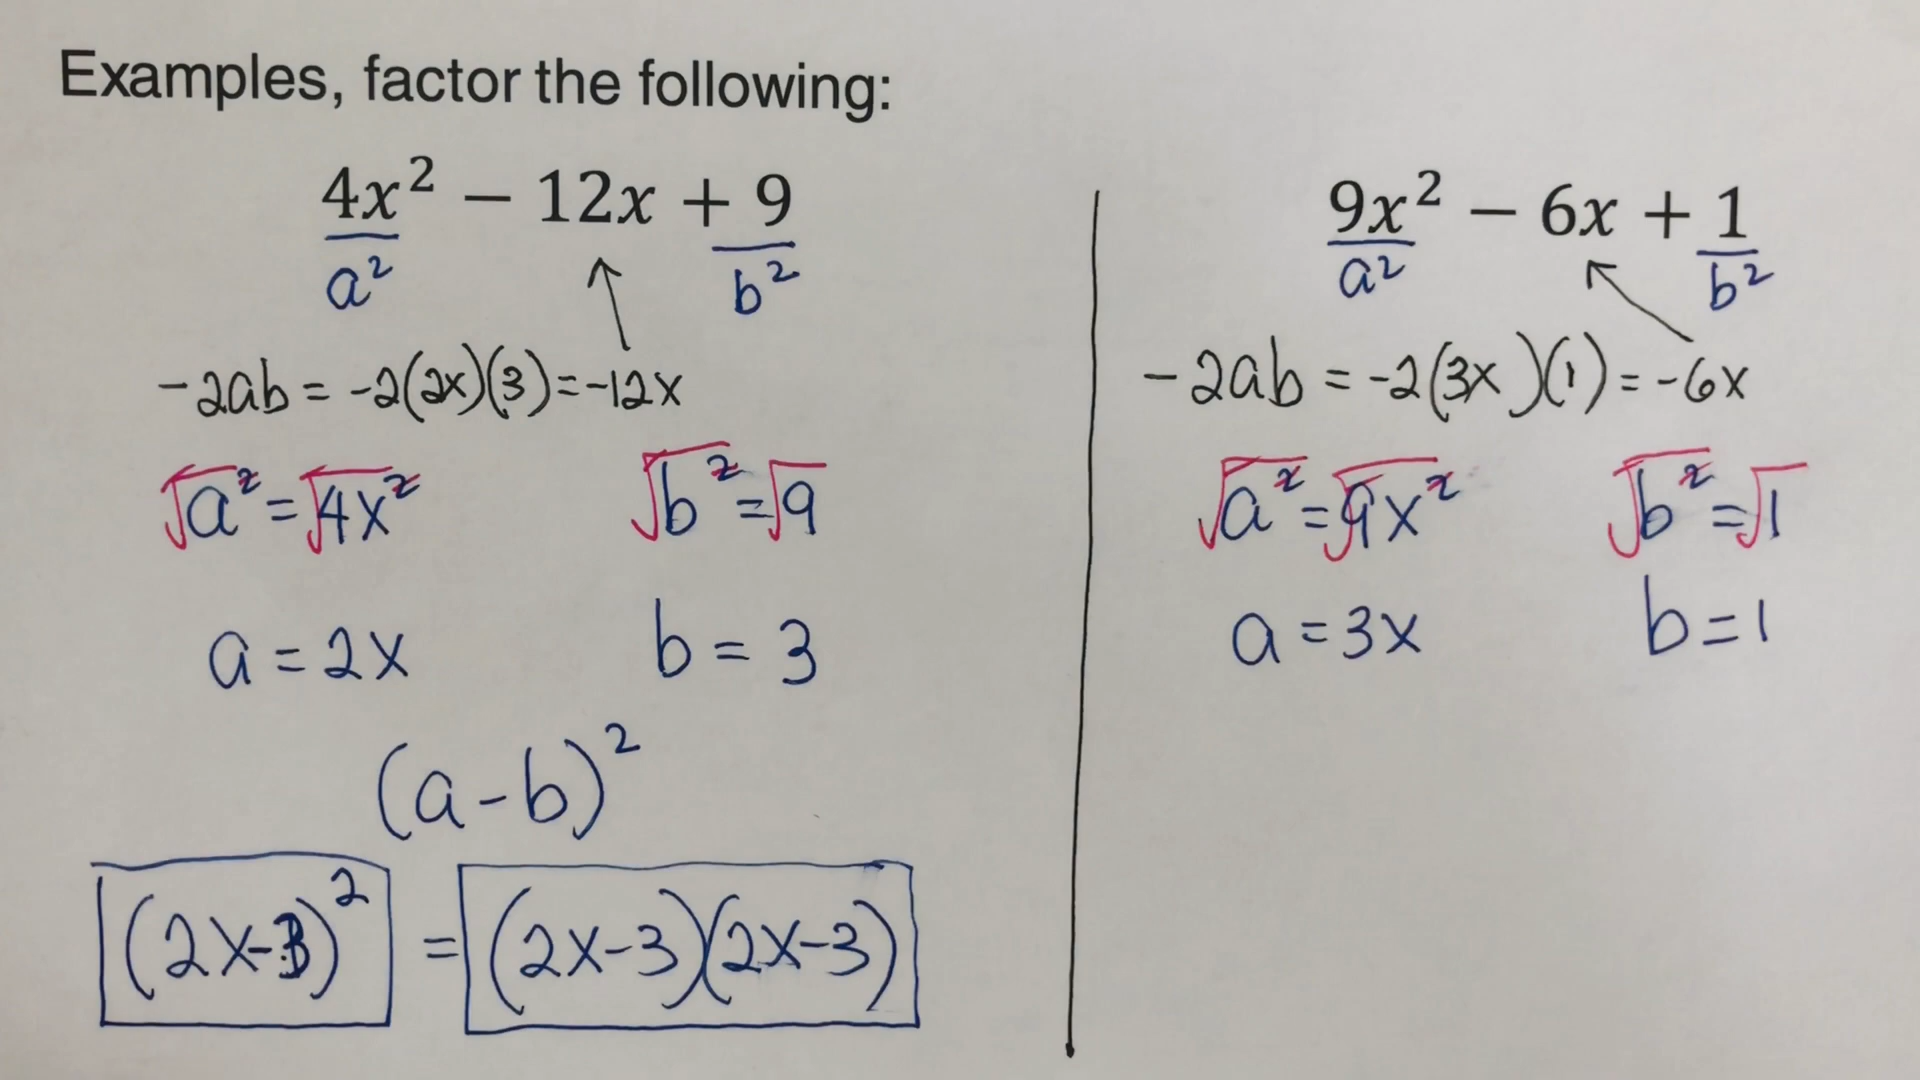 Examples, factor the following:
4x² − 12x + 9
a² b²
-2ab = -2(2x)(3) = -12x
√a² = √4x² √b² = √9
a = 2x b = 3
(a-b)²
(2x-3)² = (2x-3)(2x-3)
9x² − 6x + 1
a² b²
-2ab = -2(3x)(1) = -6x
√a² = √9x² √b² = √1
a = 3x b = 1